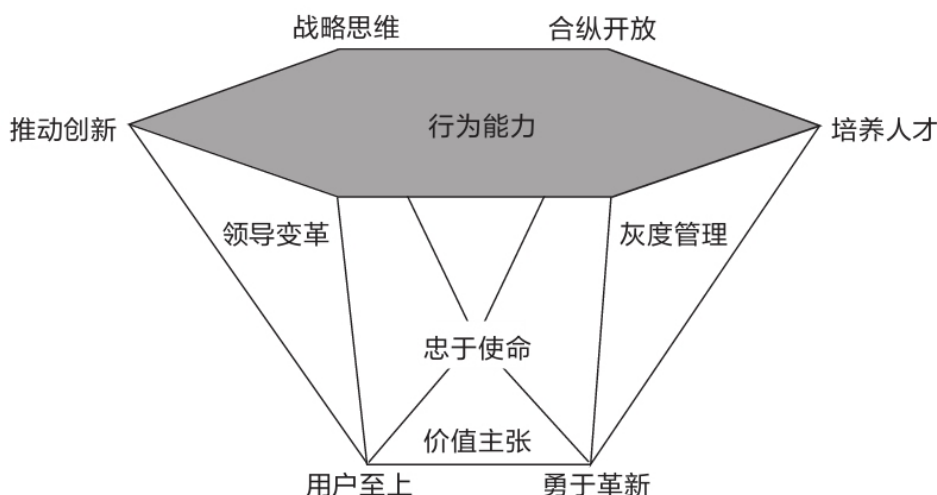 战略思维
合纵开放
推动创新
行为能力
培养人才
领导变革
灰度管理
忠于使命
价值主张
用户至上
勇于革新